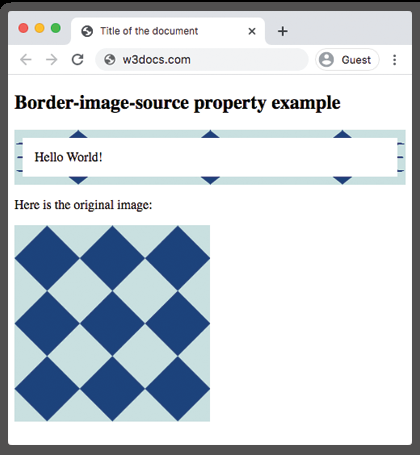 Title of the document
w3docs.com
Guest
Border-image-source property example
Hello World!
Here is the original image: